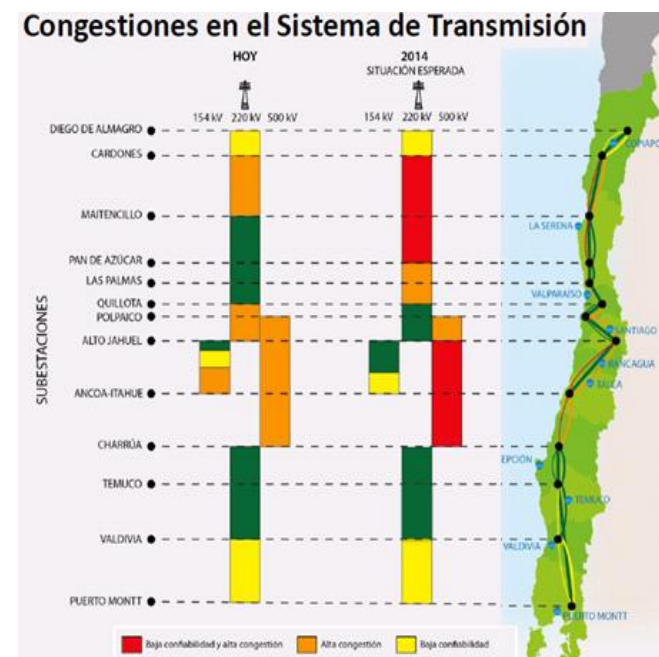 Congestiones en el Sistema de Transmisión
HOY
2014
SITUACIÓN ESPERADA
154 kV 220 kV 500 kV
154 kV 220 kV 500 kV
SUBESTACIONES
DIEGO DE ALMAGRO
CARDONES
MAITENCILLO
PAN DE AZÚCAR
LAS PALMAS
QUILLOTA
POLPAICO
ALTO JAHUEL
ANCOA-ITAHUE
CHARRÚA
TEMUCO
VALDIVIA
PUERTO MONTT
COPIAPO
LA SERENA
VALPARAISO
SANTIAGO
RANCAGUA
TALCA
EPCIÓN
TEMUCO
VALDIVIA
PUERTO MONTT
Baja confiabilidad y alta congestión
Alta congestión
Baja confiabilidad